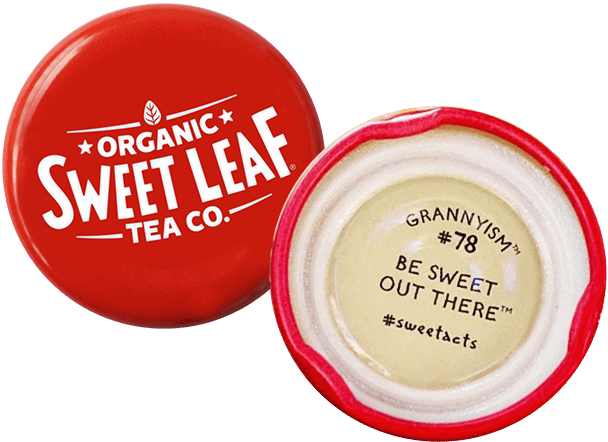 ORGANIC
SWEET LEAF®
TEA CO.
GRANNYISM™
#78
BE SWEET
OUT THERE™
#sweetacts